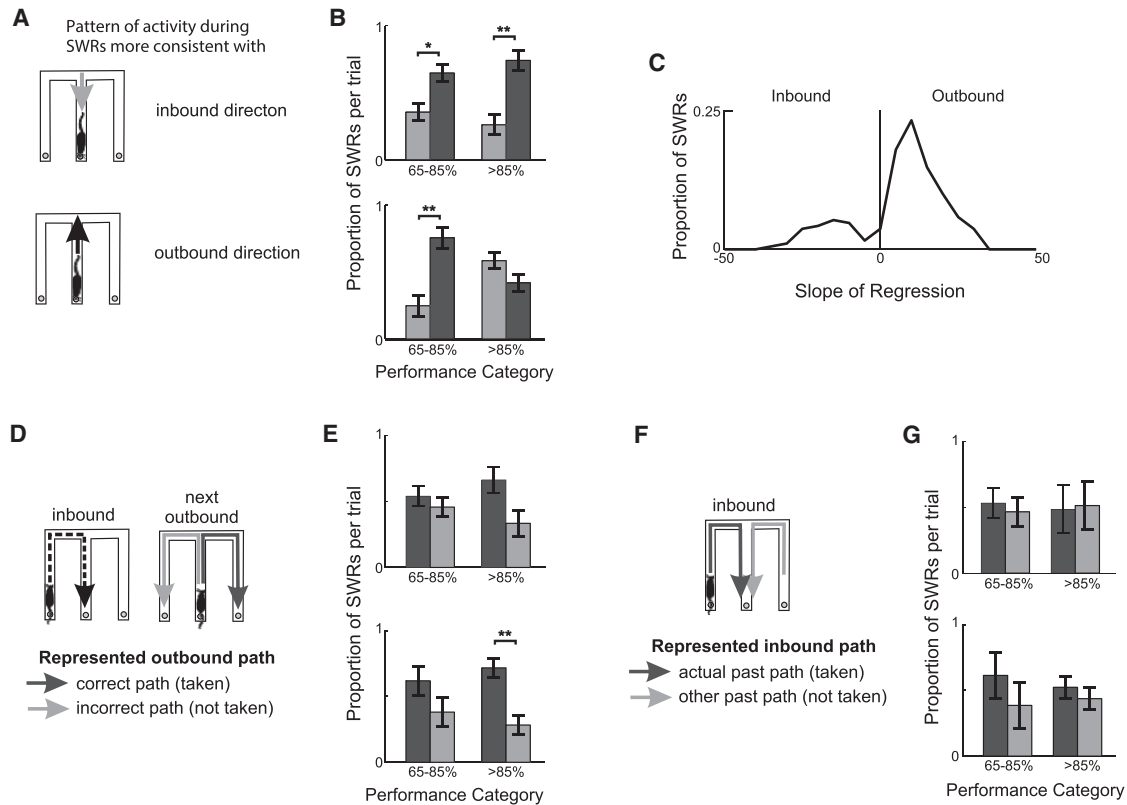 A
Pattern of activity during
SWRs more consistent with
inbound directon
outbound direction
B
Proportion of SWRs per trial
1
*
**
0
65-85%
>85%
1
**
0
65-85%
>85%
Performance Category
C
Inbound
Outbound
Proportion of SWRs
0.25
0
-50
0
50
Slope of Regression
D
inbound
next
outbound
Represented outbound path
correct path (taken)
incorrect path (not taken)
E
Proportion of SWRs per trial
1
0
65-85%
>85%
1
**
0
65-85%
>85%
Performance Category
F
inbound
Represented inbound path
actual past path (taken)
other past path (not taken)
G
Proportion of SWRs per trial
1
0
65-85%
>85%
1
0
65-85%
>85%
Performance Category